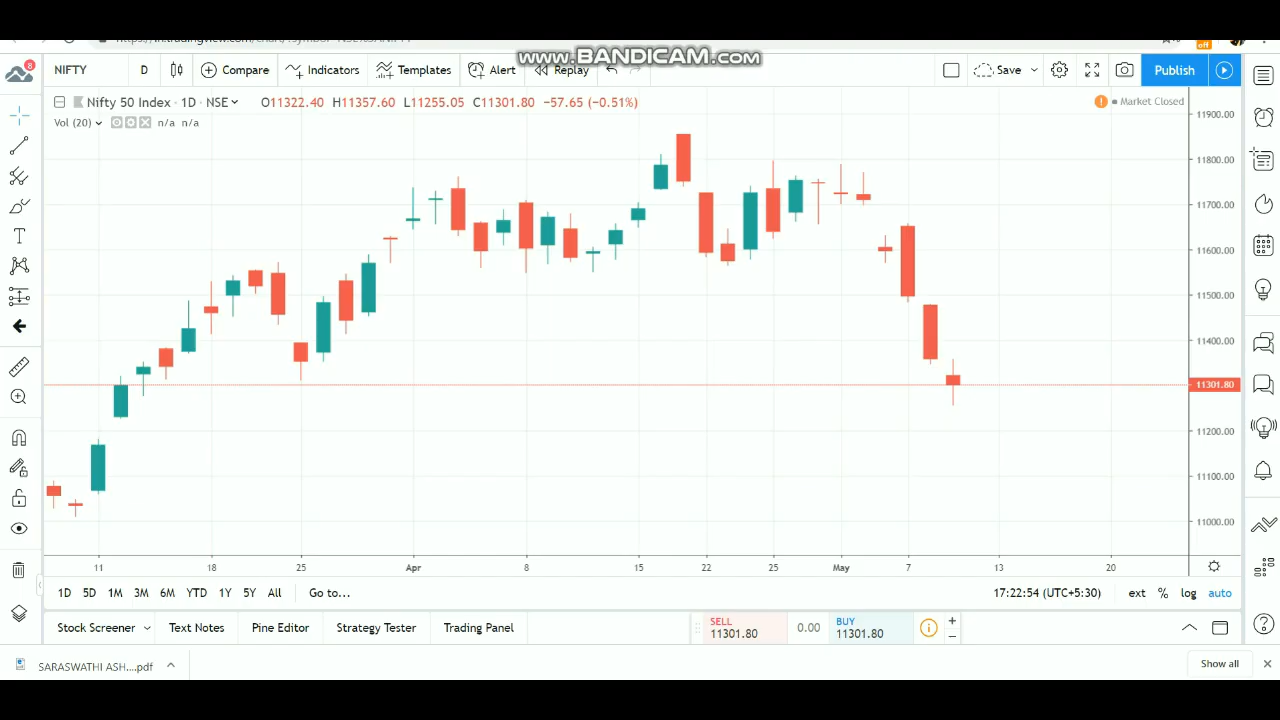 www.BANDICAM.com
8
NIFTY D Compare Indicators Templates Alert Replay Save Publish
off
Nifty 50 Index · 1D · NSE O11322.40 H11357.60 L11255.05 C11301.80 −57.65 (−0.51%)
Market Closed
Vol (20) n/a n/a
11900.00
11800.00
11700.00
11600.00
11500.00
11400.00
11301.80
11200.00
11100.00
11000.00
11 18 25 Apr 8 15 22 25 May 7 13 20
1D 5D 1M 3M 6M YTD 1Y 5Y All Go to... 17:22:54 (UTC+5:30) ext % log auto
Stock Screener Text Notes Pine Editor Strategy Tester Trading Panel
SELL
11301.80
0.00
BUY
11301.80
SARASWATHI ASH....pdf
Show all